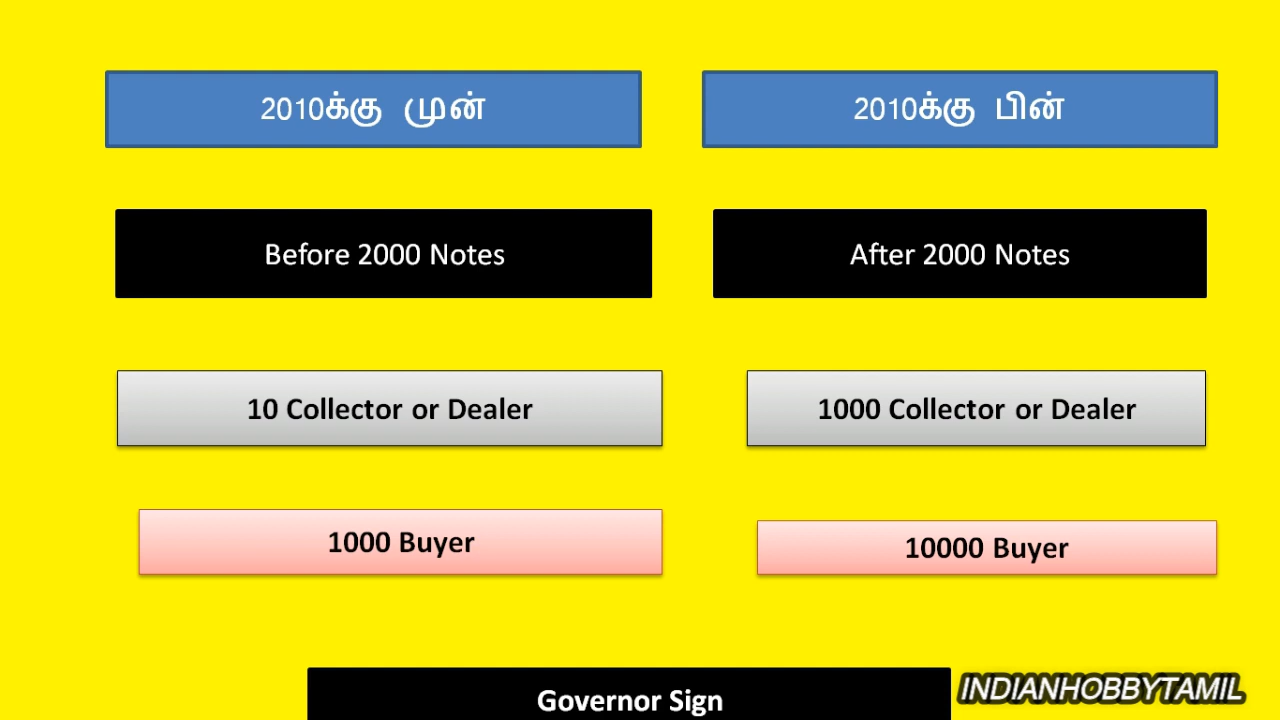 2010க்கு முன்
2010க்கு பின்
Before 2000 Notes
After 2000 Notes
10 Collector or Dealer
1000 Collector or Dealer
1000 Buyer
10000 Buyer
Governor Sign
INDIANHOBBYTAMIL